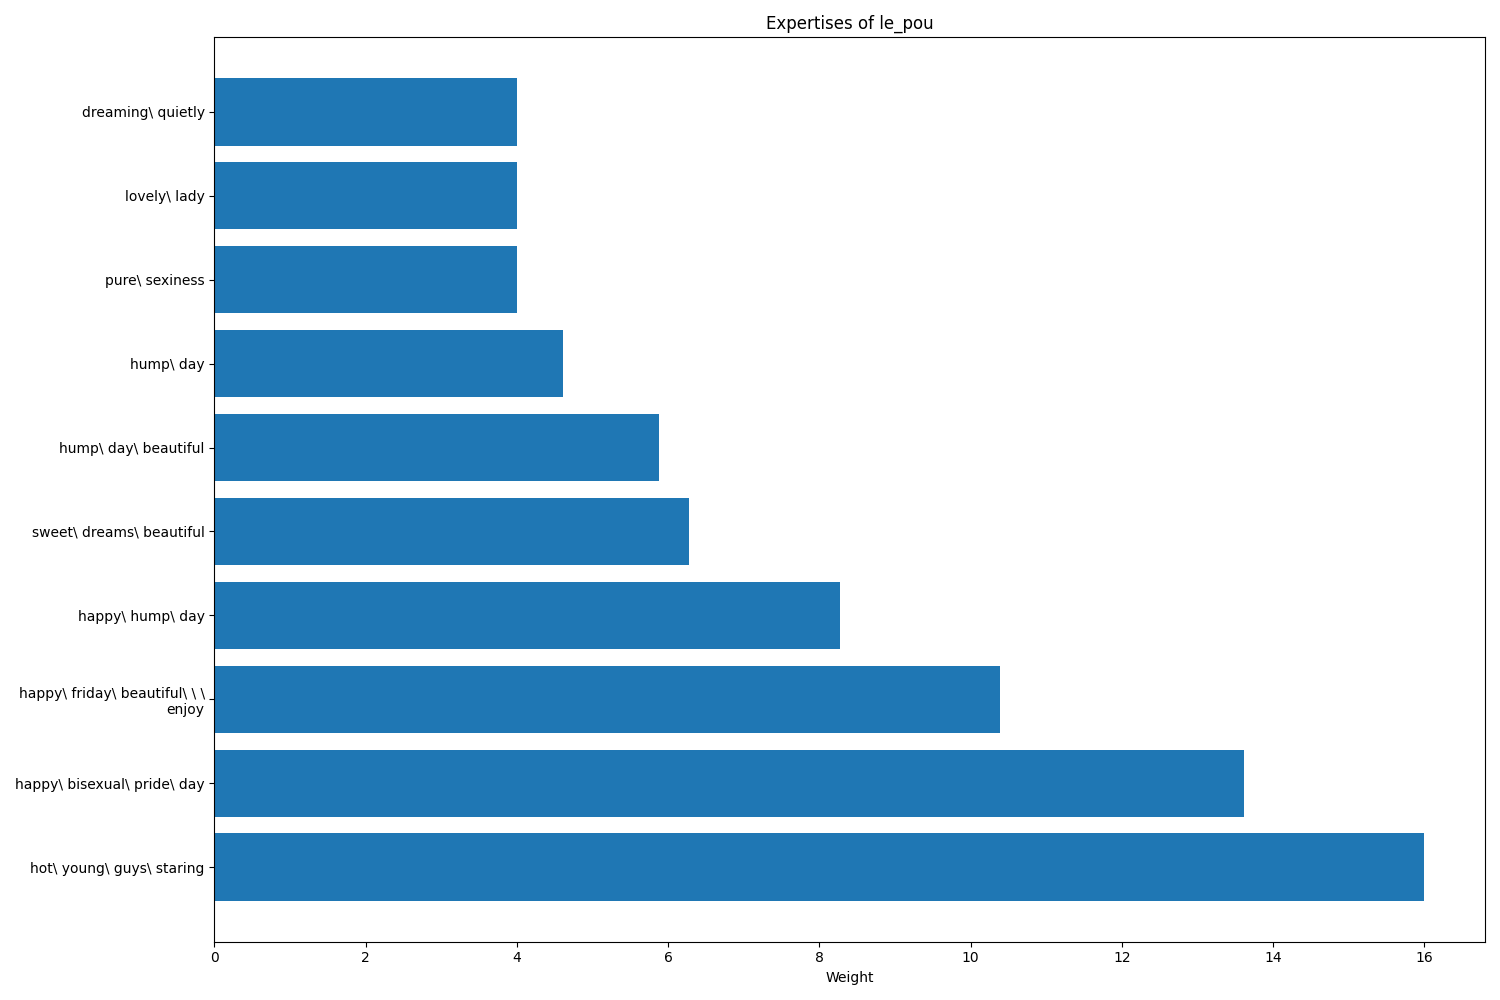 Expertises of le_pou
dreaming\ quietly
lovely\ lady
pure\ sexiness
hump\ day
hump\ day\ beautiful
sweet\ dreams\ beautiful
happy\ hump\ day
happy\ friday\ beautiful\ \ \
enjoy
happy\ bisexual\ pride\ day
hot\ young\ guys\ staring
0 2 4 6 8 10 12 14 16
Weight